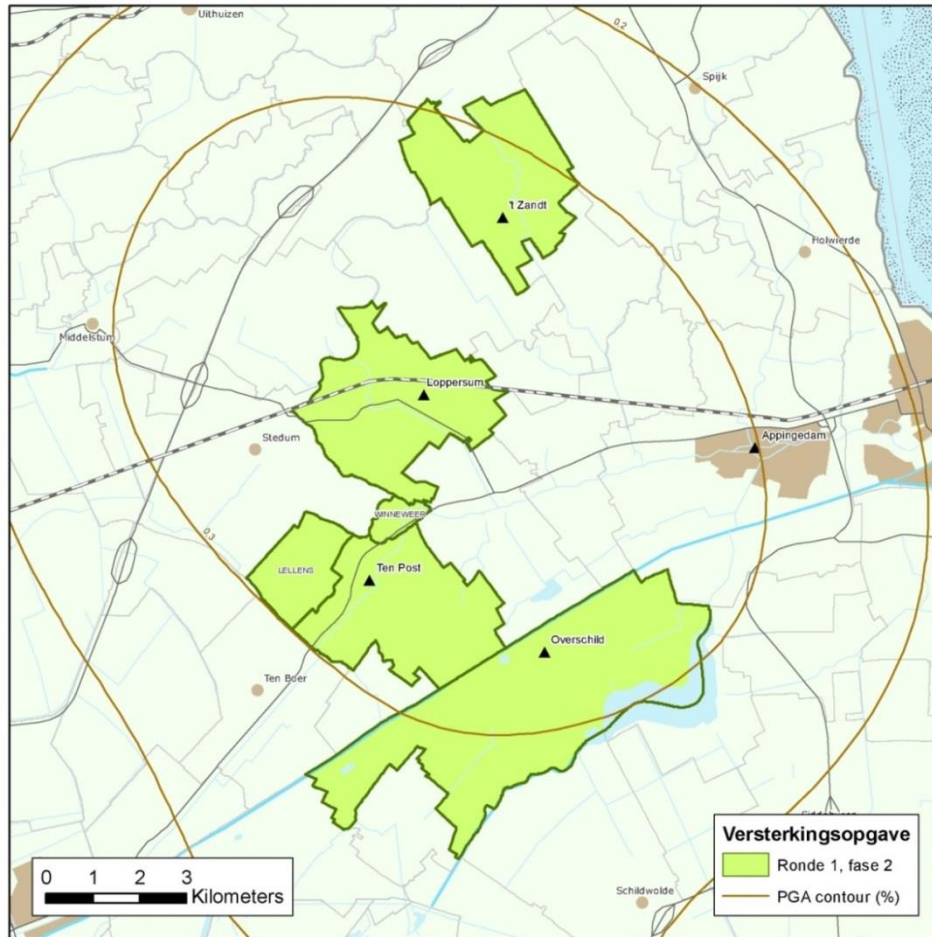 Uithuizen
0.2
Spijk
't Zandt
Holwierde
Middelstum
Loppersum
Stedum
Appingedam
WINNEWEER
0.3
LELLENS
Ten Post
Overschild
Ten Boer
Schildwolde
Versterkingsopgave
Ronde 1, fase 2
PGA contour (%)
0 1 2 3
Kilometers